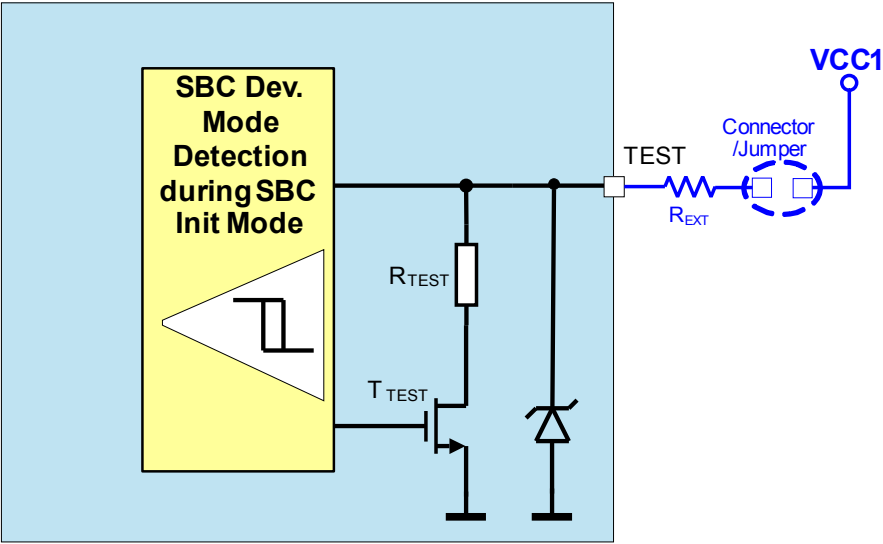 SBC Dev.
Mode
Detection
during SBC
Init Mode
RTEST
TTEST
TEST
REXT
Connector
/Jumper
VCC1